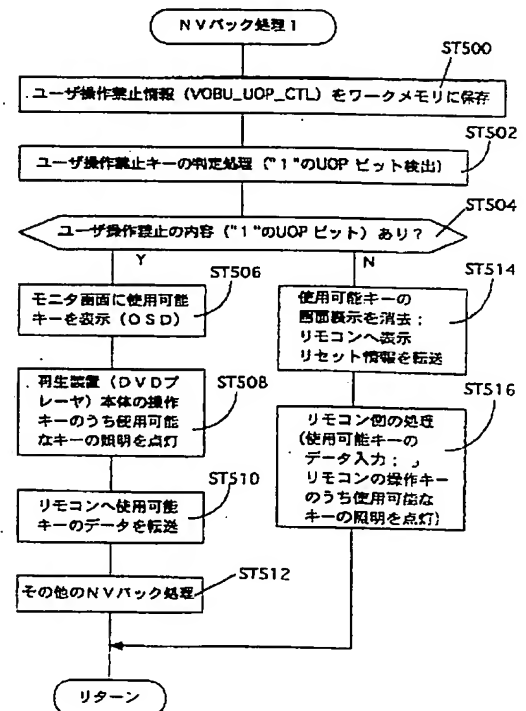 NVパック処理1
ST500
ユーザ操作禁止情報(VOBU_UOP_CTL)をワークメモリに保存
ST502
ユーザ操作禁止キーの判定処理("1"のUOP ビット検出)
ST504
ユーザ操作禁止の内容("1"のUOP ビット)あり?
Y
N
ST506
モニタ画面に使用可能
キーを表示(OSD)
ST508
再生装置(DVDプ
レーヤ)本体の操作
キーのうち使用可能
なキーの照明を点灯
ST510
リモコンへ使用可能
キーのデータを転送
ST512
その他のNVパック処理
ST514
使用可能キーの
画面表示を消去;
リモコンへ表示
リセット情報を転送
ST516
リモコン側の処理
(使用可能キーの
データ入力;
リモコンの操作キー
のうち使用可能な
キーの照明を点灯)
リターン